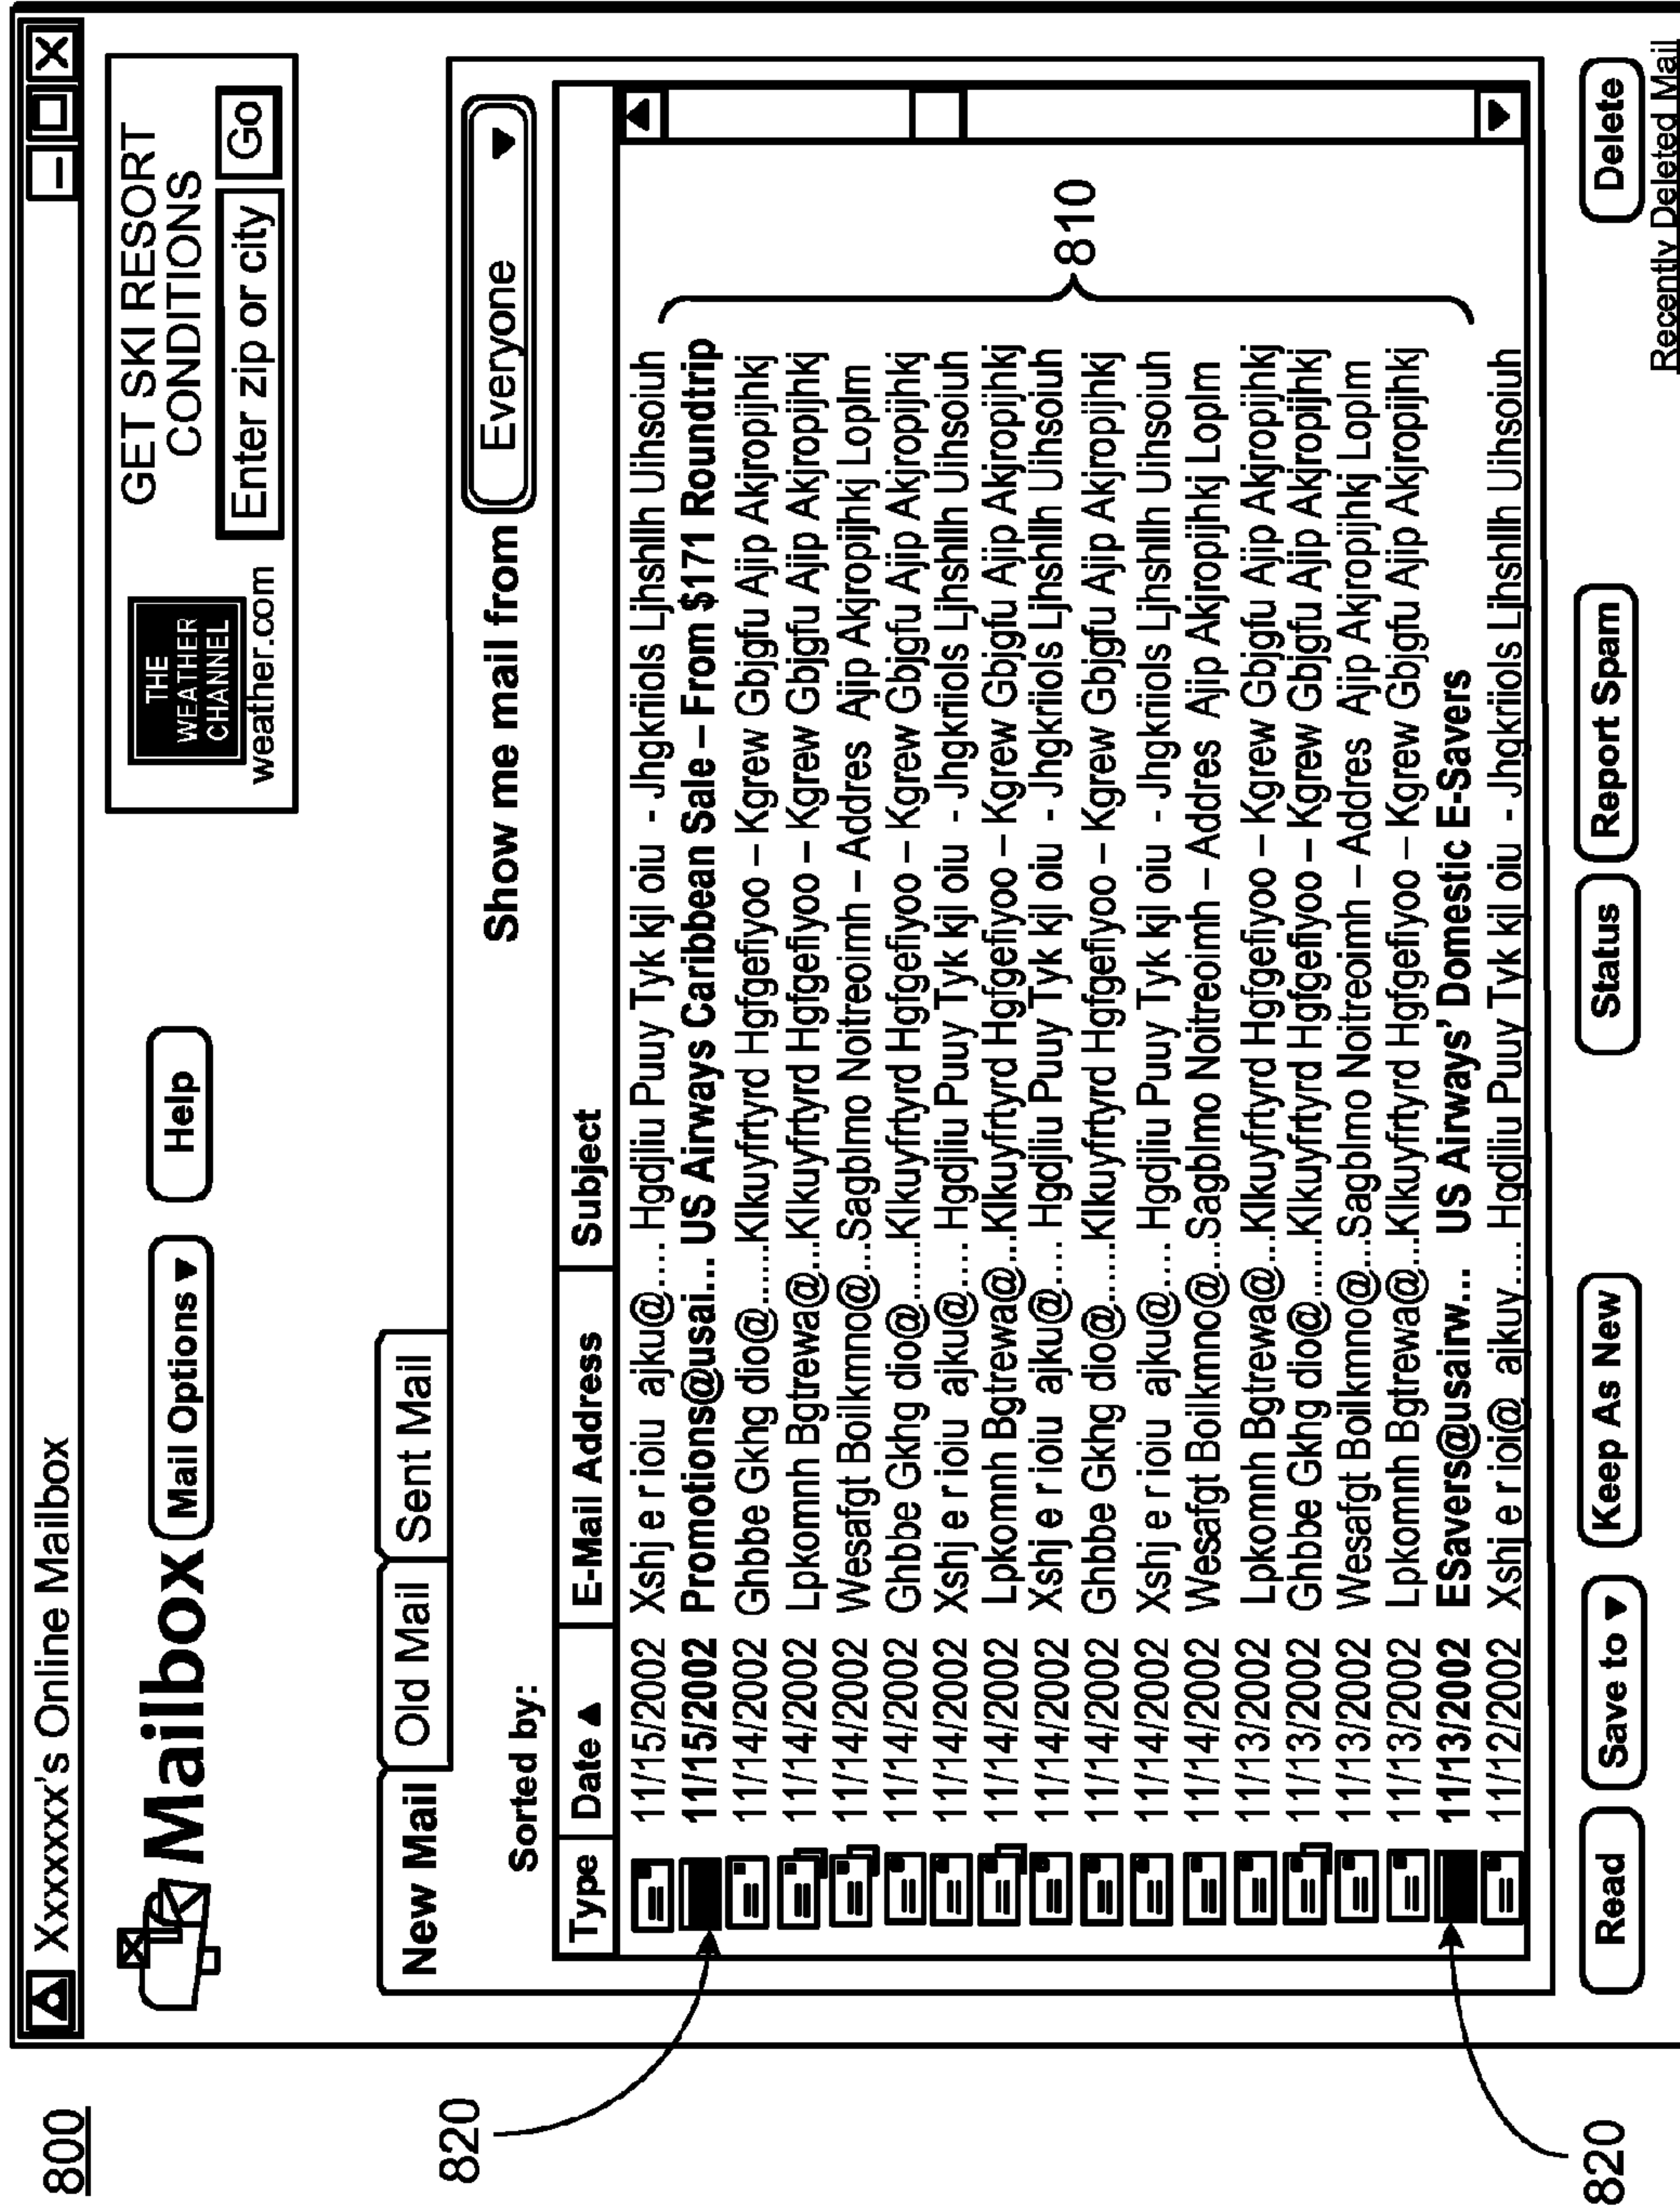 800
Xxxxxxx's Online Mailbox
Mailbox Mail Options Help
THE
WEATHER
CHANNEL
weather.com
GET SKI RESORT
CONDITIONS
Enter zip or city Go
New Mail Old Mail Sent Mail
Sorted by: Show me mail from Everyone
Type Date E-Mail Address Subject
11/15/2002 Xshj e r ioiu ajku@.... Hgdjliu Puuy Tyk kjl oiu - Jhgkriiols Ljhshllh Uihsoiuh
11/15/2002 Promotions@usai... US Airways Caribbean Sale – From $171 Roundtrip
11/14/2002 Ghbbe Gkhg dio@......Klkuyfrtyrd Hgfgefiyoo – Kgrew Gbjgfu Ajip Akjropijhkj
11/14/2002 Lpkomnh Bgtrewa@...Klkuyfrtyrd Hgfgefiyoo – Kgrew Gbjgfu Ajip Akjropijhkj
11/14/2002 Wesafgt Boilkmno@...Sagblmo Noitreoimh – Addres Ajip Akjropijhkj Loplm
11/14/2002 Ghbbe Gkhg dio@......Klkuyfrtyrd Hgfgefiyoo – Kgrew Gbjgfu Ajip Akjropijhkj
11/14/2002 Xshj e r ioiu ajku@.... Hgdjliu Puuy Tyk kjl oiu - Jhgkriiols Ljhshllh Uihsoiuh
11/14/2002 Lpkomnh Bgtrewa@...Klkuyfrtyrd Hgfgefiyoo – Kgrew Gbjgfu Ajip Akjropijhkj
11/14/2002 Xshj e r ioiu ajku@.... Hgdjliu Puuy Tyk kjl oiu - Jhgkriiols Ljhshllh Uihsoiuh
11/14/2002 Ghbbe Gkhg dio@......Klkuyfrtyrd Hgfgefiyoo – Kgrew Gbjgfu Ajip Akjropijhkj
11/14/2002 Xshj e r ioiu ajku@.... Hgdjliu Puuy Tyk kjl oiu - Jhgkriiols Ljhshllh Uihsoiuh
11/14/2002 Wesafgt Boilkmno@...Sagblmo Noitreoimh – Addres Ajip Akjropijhkj Loplm
11/13/2002 Lpkomnh Bgtrewa@...Klkuyfrtyrd Hgfgefiyoo – Kgrew Gbjgfu Ajip Akjropijhkj
11/13/2002 Ghbbe Gkhg dio@......Klkuyfrtyrd Hgfgefiyoo – Kgrew Gbjgfu Ajip Akjropijhkj
11/13/2002 Wesafgt Boilkmno@...Sagblmo Noitreoimh – Addres Ajip Akjropijhkj Loplm
11/13/2002 Lpkomnh Bgtrewa@...Klkuyfrtyrd Hgfgefiyoo – Kgrew Gbjgfu Ajip Akjropijhkj
11/13/2002 ESavers@usairw... US Airways' Domestic E-Savers
11/12/2002 Xshj e r ioi@ ajkuy.... Hgdjliu Puuy Tyk kjl oiu - Jhgkriiols Ljhshllh Uihsoiuh
810
820
820
Read Save to Keep As New Status Report Spam Delete
Recently Deleted Mail